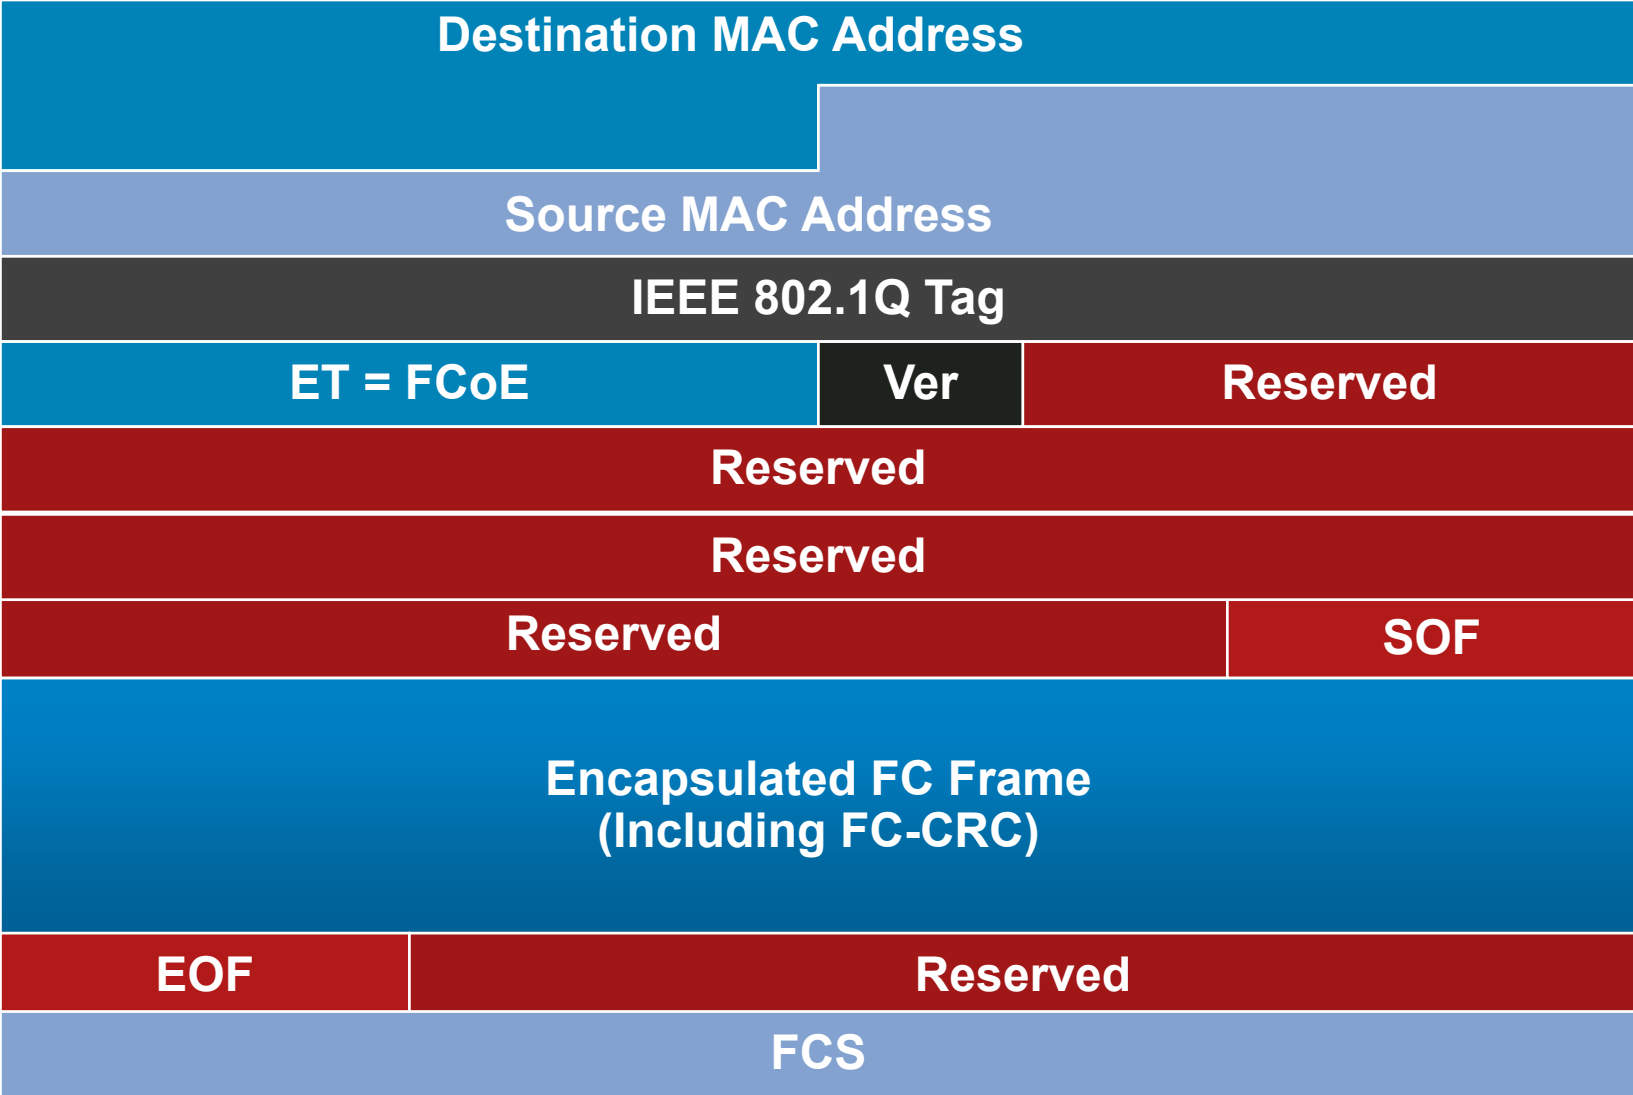 Destination MAC Address
Source MAC Address
IEEE 802.1Q Tag
ET = FCoE
Ver
Reserved
Reserved
Reserved
Reserved
SOF
Encapsulated FC Frame
(Including FC-CRC)
EOF
Reserved
FCS